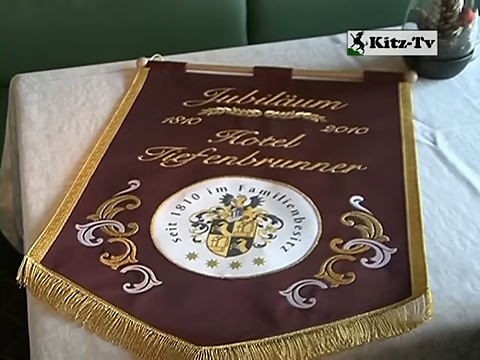 Kitz-Tv
Jubiläum
1810 2010
Hotel
Tiefenbrunner
seit 1810 im Familienbesitz